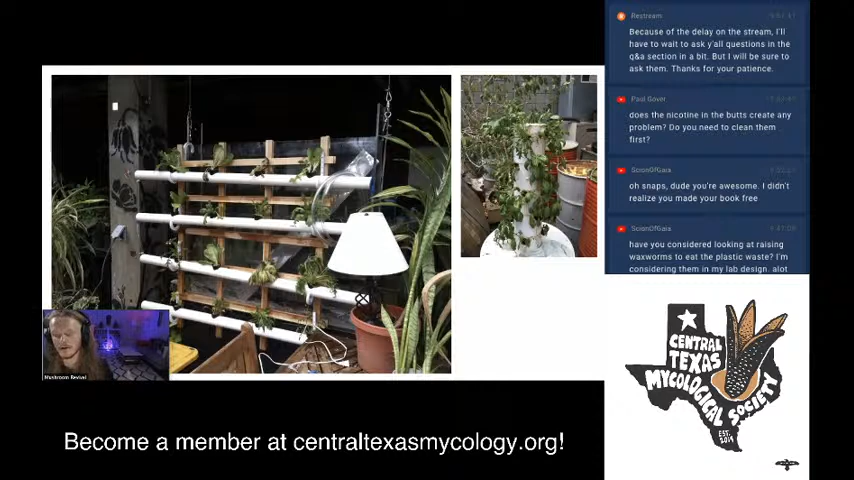 Restream
Because of the delay on the stream, I'll
have to wait to ask y'all questions in the
q&a section in a bit. But I will be sure to
ask them. Thanks for your patience.
Paul Gover
does the nicotine in the butts create any
problem? Do you need to clean them
first?
ScionOfGaia
oh snaps, dude you're awesome. I didn't
realize you made your book free
ScionOfGaia
have you considered looking at raising
waxworms to eat the plastic waste? I'm
considering them in my lab design. alot
Mushroom Revival
CENTRAL
TEXAS
MYCOLOGICAL
SOCIETY
EST.
2019
Become a member at centraltexasmycology.org!